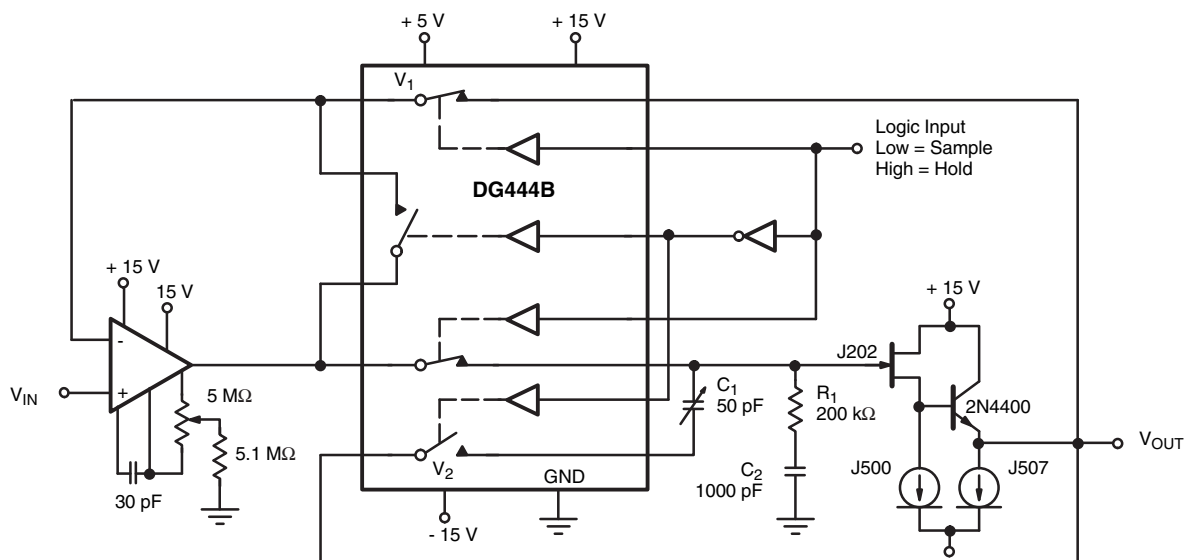 + 5 V
+ 15 V
V1
Logic Input
Low = Sample
High = Hold
DG444B
+ 15 V
15 V
-
+
VIN
5 MΩ
5.1 MΩ
30 pF
V2
- 15 V
GND
C1
50 pF
R1
200 kΩ
C2
1000 pF
+ 15 V
J202
2N4400
J500
J507
VOUT